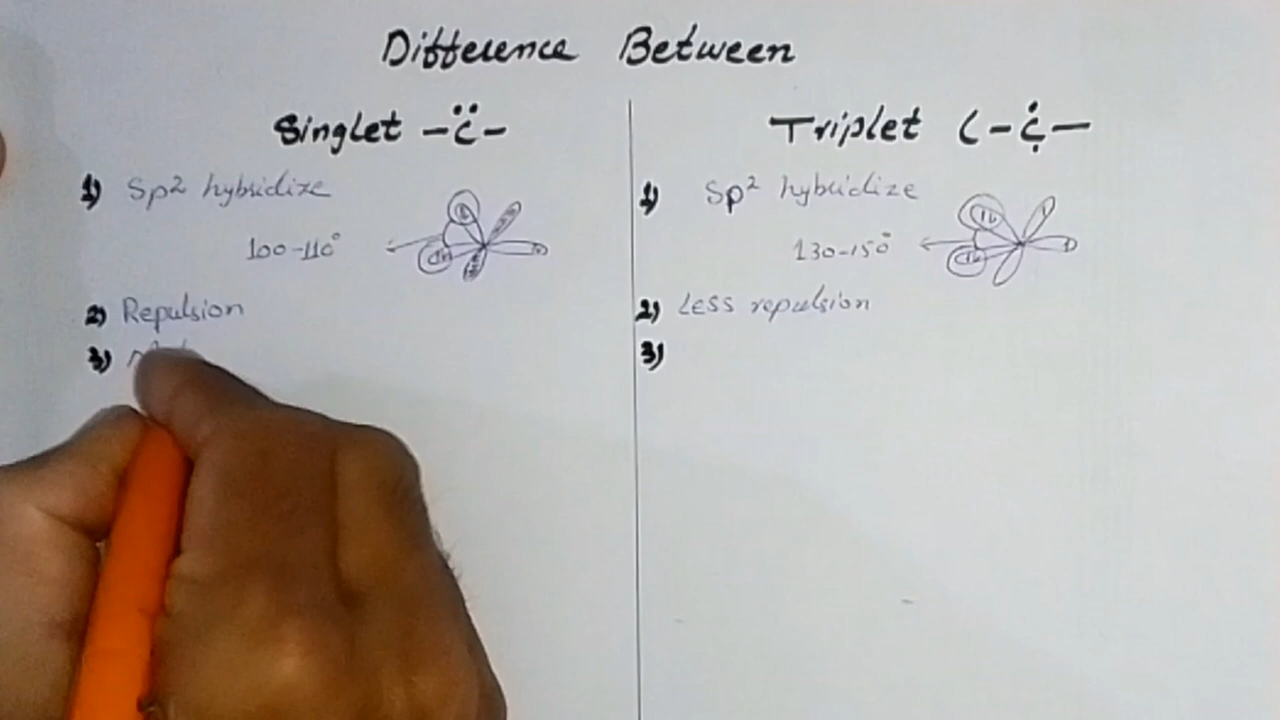 Difference Between
Singlet -C̈-
1) Sp² hybridize
100-110°
2) Repulsion
3)
Triplet (-Ċ̣-
1) Sp² hybridize
130-150°
2) Less repulsion
3)